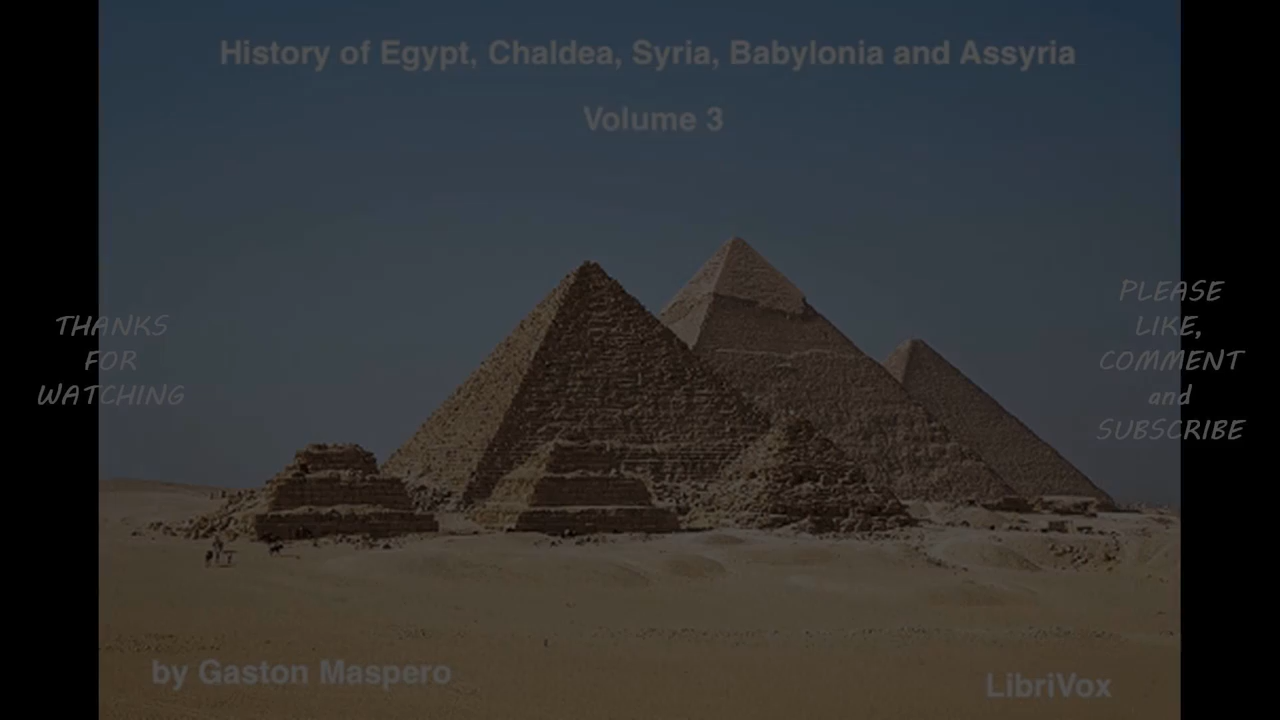 History of Egypt, Chaldea, Syria, Babylonia and Assyria
Volume 3
THANKS
FOR
WATCHING
PLEASE
LIKE,
COMMENT
and
SUBSCRIBE
by Gaston Maspero
LibriVox